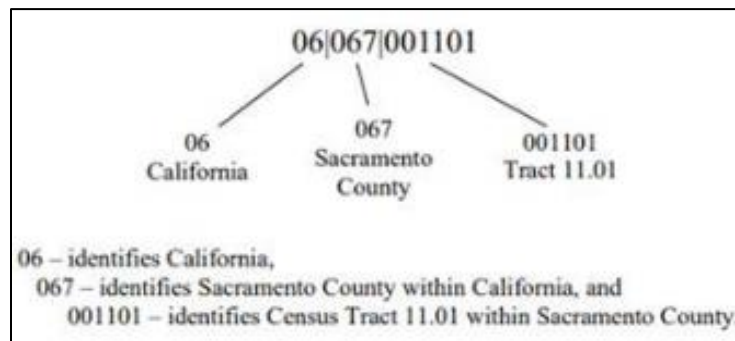 06|067|001101
06
California
067
Sacramento
County
001101
Tract 11.01
06 – identifies California,
067 – identifies Sacramento County within California, and
001101 – identifies Census Tract 11.01 within Sacramento County